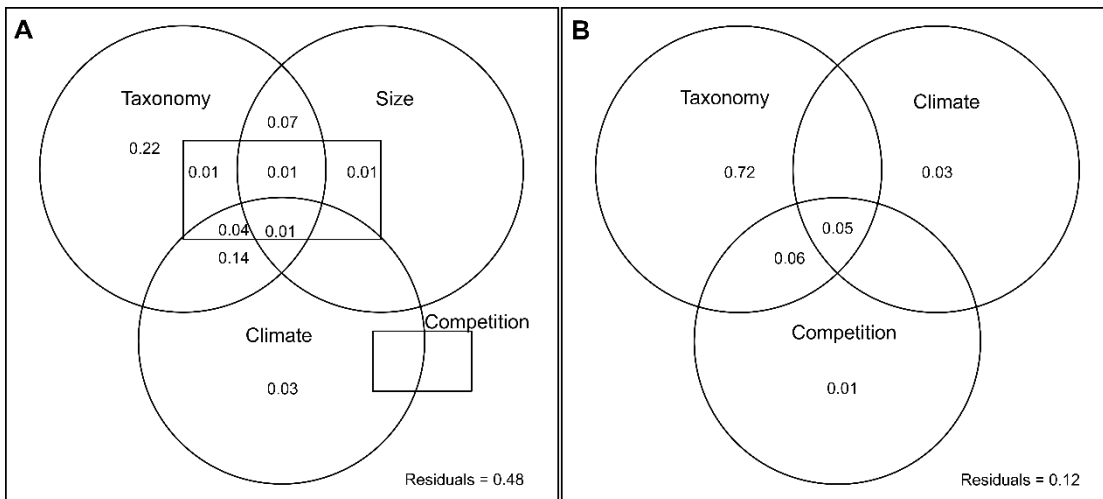 A
Taxonomy
Size
0.22
0.07
0.01
0.01
0.01
0.04
0.01
0.14
Competition
Climate
0.03
Residuals = 0.48
B
Taxonomy
Climate
0.72
0.03
0.05
0.06
Competition
0.01
Residuals = 0.12